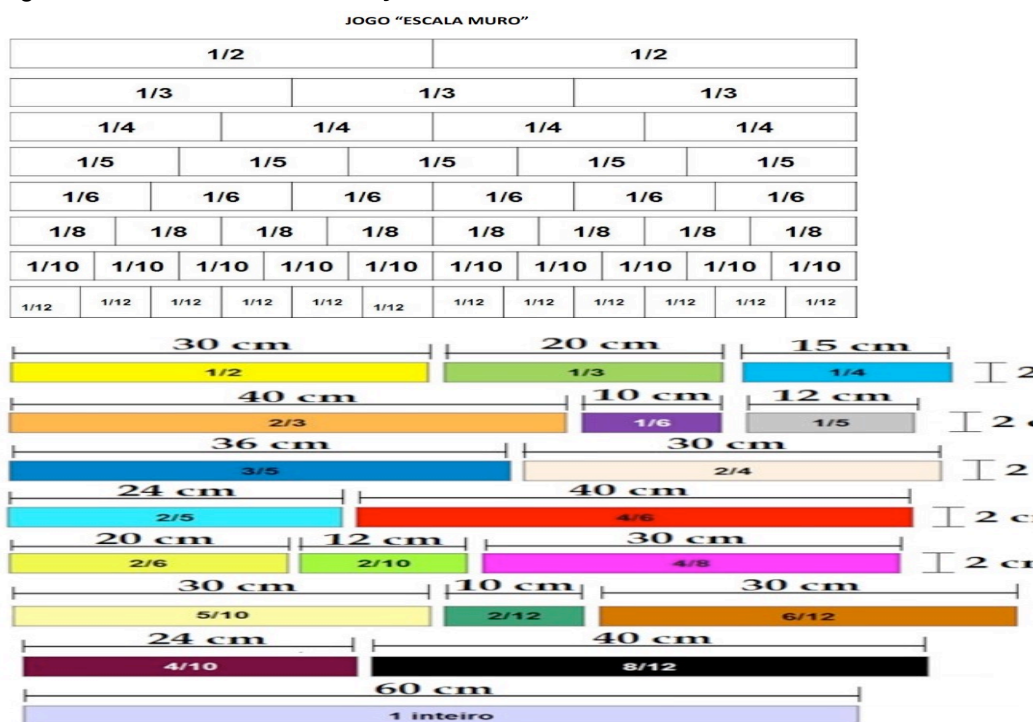 JOGO “ESCALA MURO”
1/2 1/2
1/3 1/3 1/3
1/4 1/4 1/4 1/4
1/5 1/5 1/5 1/5 1/5
1/6 1/6 1/6 1/6 1/6 1/6
1/8 1/8 1/8 1/8 1/8 1/8 1/8 1/8
1/10 1/10 1/10 1/10 1/10 1/10 1/10 1/10 1/10 1/10
1/12 1/12 1/12 1/12 1/12 1/12 1/12 1/12 1/12 1/12 1/12 1/12
30 cm 20 cm 15 cm
1/2 1/3 1/4 2
40 cm 10 cm 12 cm
2/3 1/6 1/5 2 c
36 cm 30 cm
3/5 2/4 2
24 cm 40 cm
2/5 4/6 2 c
20 cm 12 cm 30 cm
2/6 2/10 4/8 2 cm
30 cm 10 cm 30 cm
5/10 2/12 6/12
24 cm 40 cm
4/10 8/12
60 cm
1 inteiro